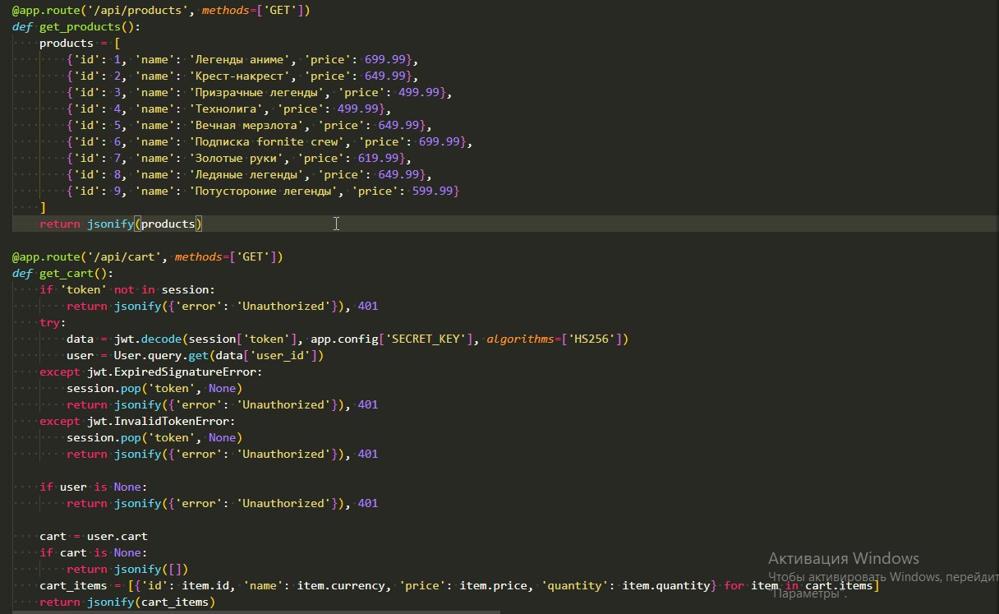 @app.route('/api/products', methods=['GET'])
def get_products():
    products = [
        {'id': 1, 'name': 'Легенды аниме', 'price': 699.99},
        {'id': 2, 'name': 'Крест-накрест', 'price': 649.99},
        {'id': 3, 'name': 'Призрачные легенды', 'price': 499.99},
        {'id': 4, 'name': 'Технолига', 'price': 499.99},
        {'id': 5, 'name': 'Вечная мерзлота', 'price': 649.99},
        {'id': 6, 'name': 'Подписка fornite crew', 'price': 699.99},
        {'id': 7, 'name': 'Золотые руки', 'price': 619.99},
        {'id': 8, 'name': 'Ледяные легенды', 'price': 649.99},
        {'id': 9, 'name': 'Потустороние легенды', 'price': 599.99}
    ]
    return jsonify(products)
@app.route('/api/cart', methods=['GET'])
def get_cart():
    if 'token' not in session:
        return jsonify({'error': 'Unauthorized'}), 401
    try:
        data = jwt.decode(session['token'], app.config['SECRET_KEY'], algorithms=['HS256'])
        user = User.query.get(data['user_id'])
    except jwt.ExpiredSignatureError:
        session.pop('token', None)
        return jsonify({'error': 'Unauthorized'}), 401
    except jwt.InvalidTokenError:
        session.pop('token', None)
        return jsonify({'error': 'Unauthorized'}), 401
    if user is None:
        return jsonify({'error': 'Unauthorized'}), 401
    cart = user.cart
    if cart is None:
        return jsonify([])
    cart_items = [{'id': item.id, 'name': item.currency, 'price': item.price, 'quantity': item.quantity} for item in cart.items]
    return jsonify(cart_items)
Активация Windows
Чтобы активировать Windows, перейдит
"Параметры".